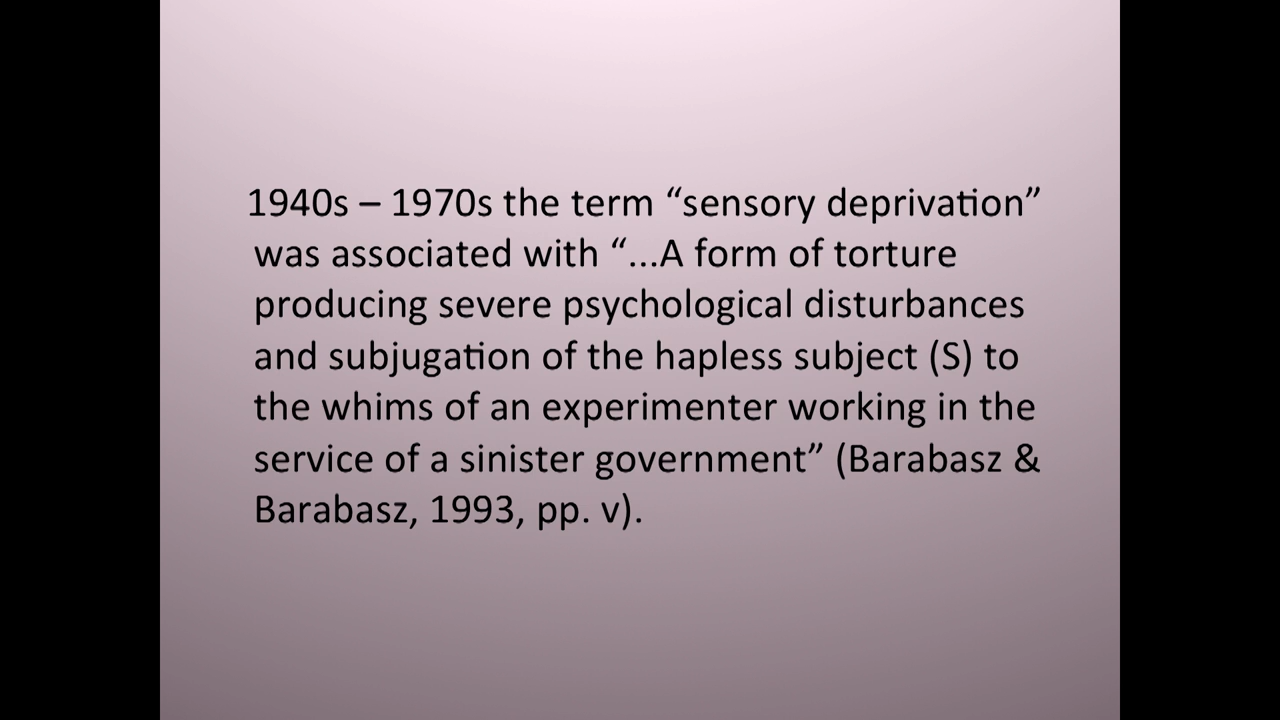 1940s – 1970s the term “sensory deprivation”
was associated with “...A form of torture
producing severe psychological disturbances
and subjugation of the hapless subject (S) to
the whims of an experimenter working in the
service of a sinister government” (Barabasz &
Barabasz, 1993, pp. v).